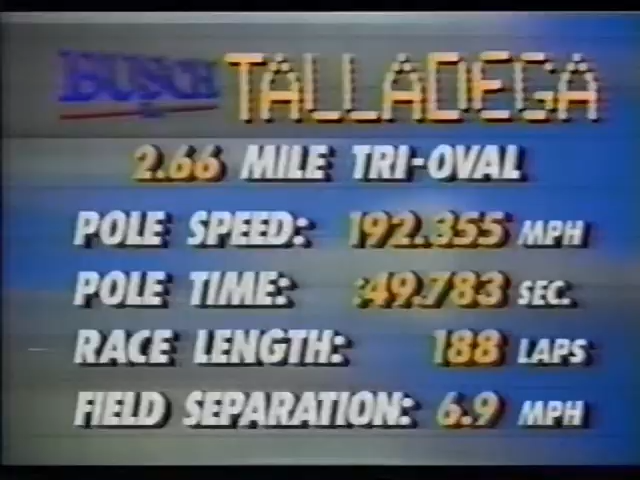 BUSCH TALLADEGA
2.66 MILE TRI-OVAL
POLE SPEED: 192.355 MPH
POLE TIME: :49.783 SEC.
RACE LENGTH: 188 LAPS
FIELD SEPARATION: 6.9 MPH